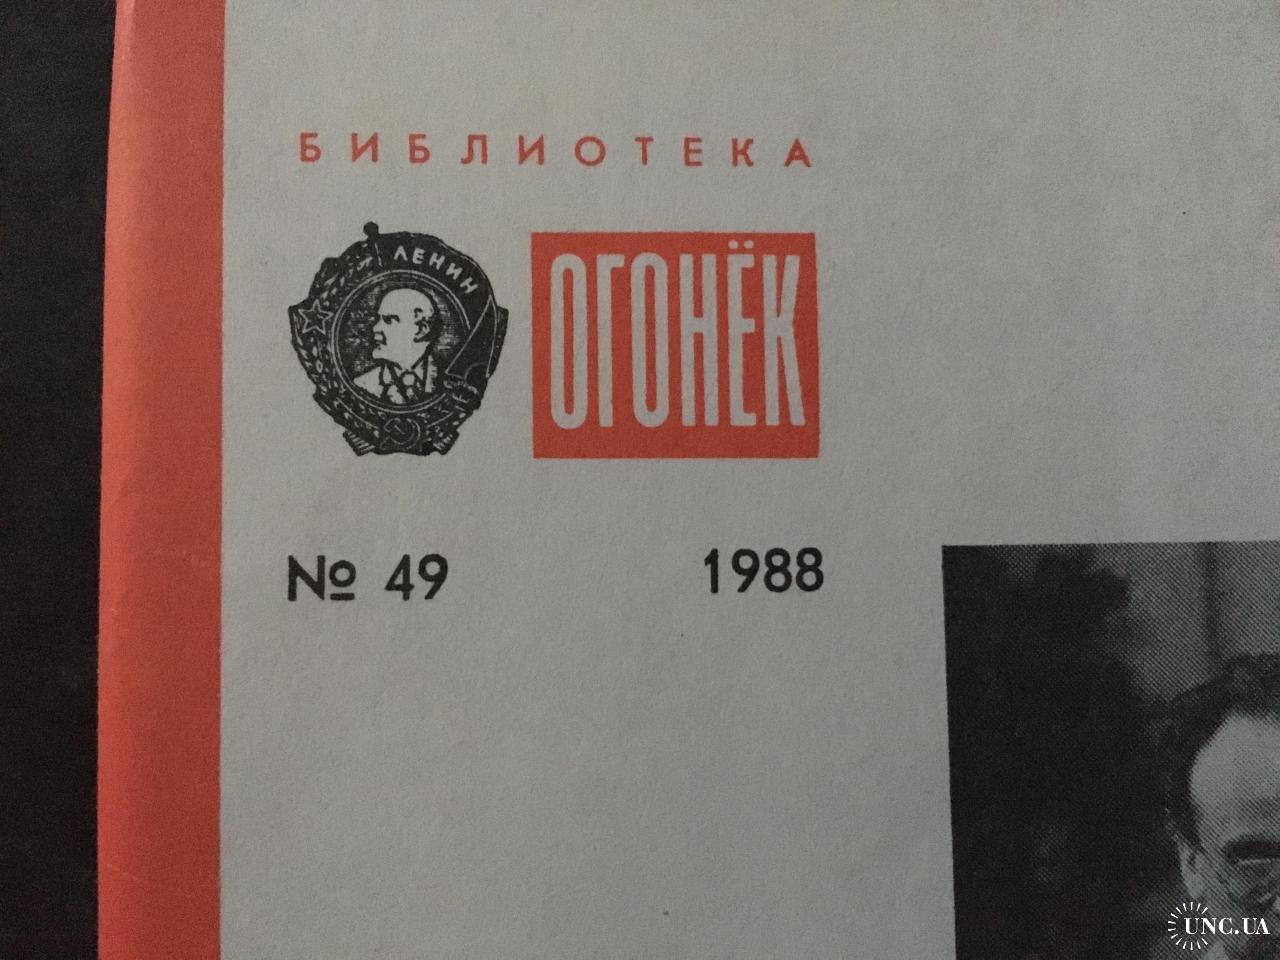 БИБЛИОТЕКА
ЛЕНИН
ОГОНЁК
№ 49 1988
UNC.UA